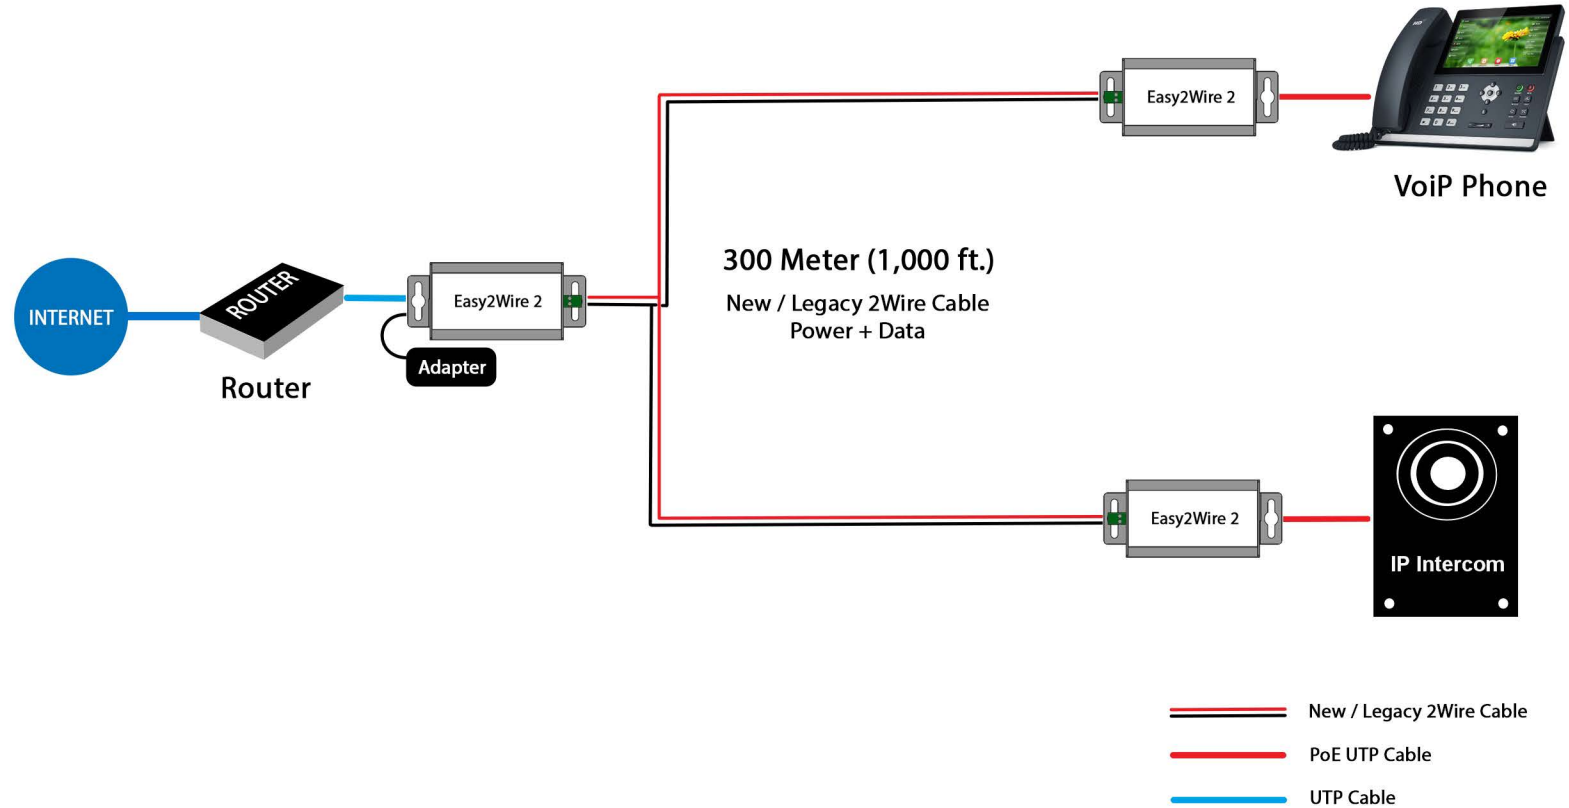 Easy2Wire 2
VoiP Phone
300 Meter (1,000 ft.)
New / Legacy 2Wire Cable
Power + Data
INTERNET
ROUTER
Router
Easy2Wire 2
Adapter
Easy2Wire 2
IP Intercom
New / Legacy 2Wire Cable
PoE UTP Cable
UTP Cable